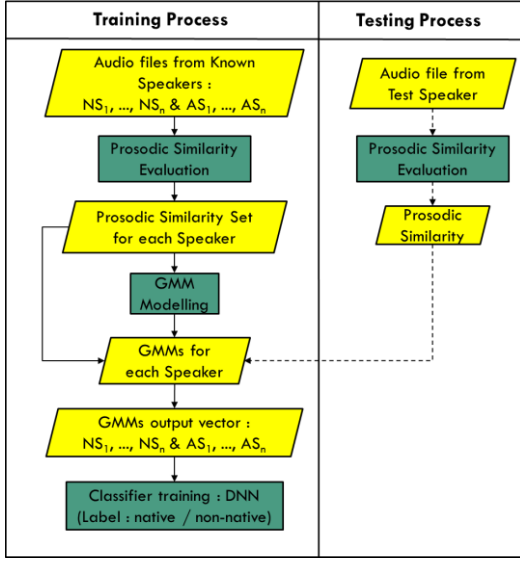 Training Process
Audio files from Known
Speakers :
NS₁, ..., NSₙ & AS₁, ..., ASₙ
Prosodic Similarity
Evaluation
Prosodic Similarity Set
for each Speaker
GMM
Modelling
GMMs for
each Speaker
GMMs output vector :
NS₁, ..., NSₙ & AS₁, ..., ASₙ
Classifier training : DNN
(Label : native / non-native)
Testing Process
Audio file from
Test Speaker
Prosodic Similarity
Evaluation
Prosodic
Similarity